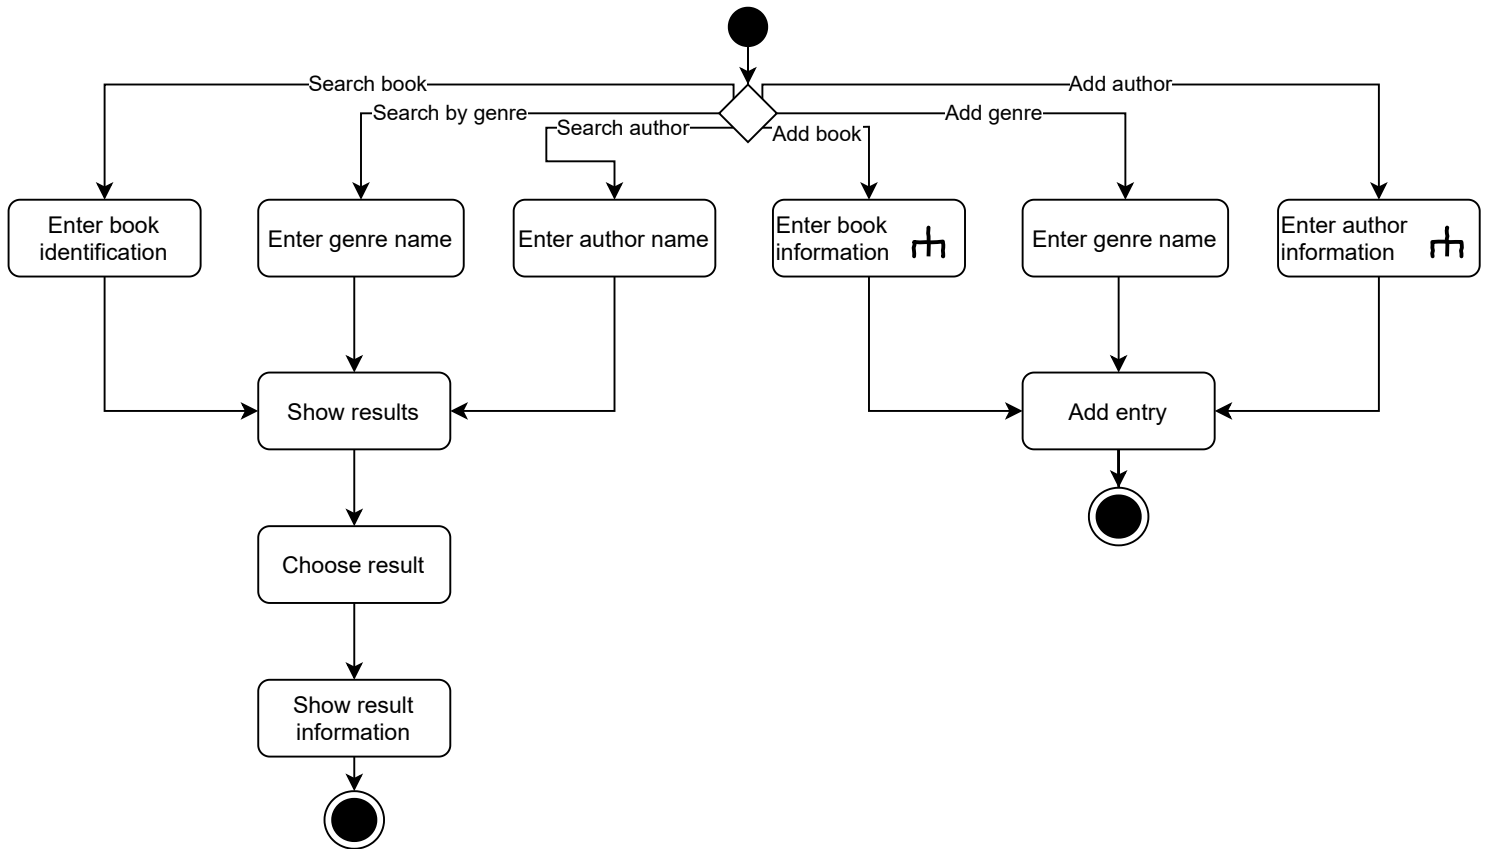 Search book
Add author
Search by genre
Add genre
Search author
Add book
Enter book
identification
Enter genre name
Enter author name
Enter book
information
Enter genre name
Enter author
information
Show results
Add entry
Choose result
Show result
information